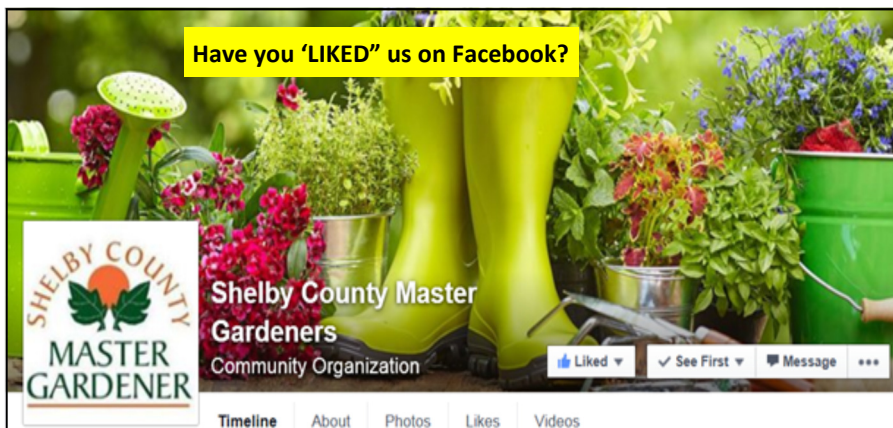 Have you ‘LIKED” us on Facebook?
SHELBY COUNTY
MASTER
GARDENER
Shelby County Master
Gardeners
Community Organization
Liked
See First
Message
Timeline About Photos Likes Videos